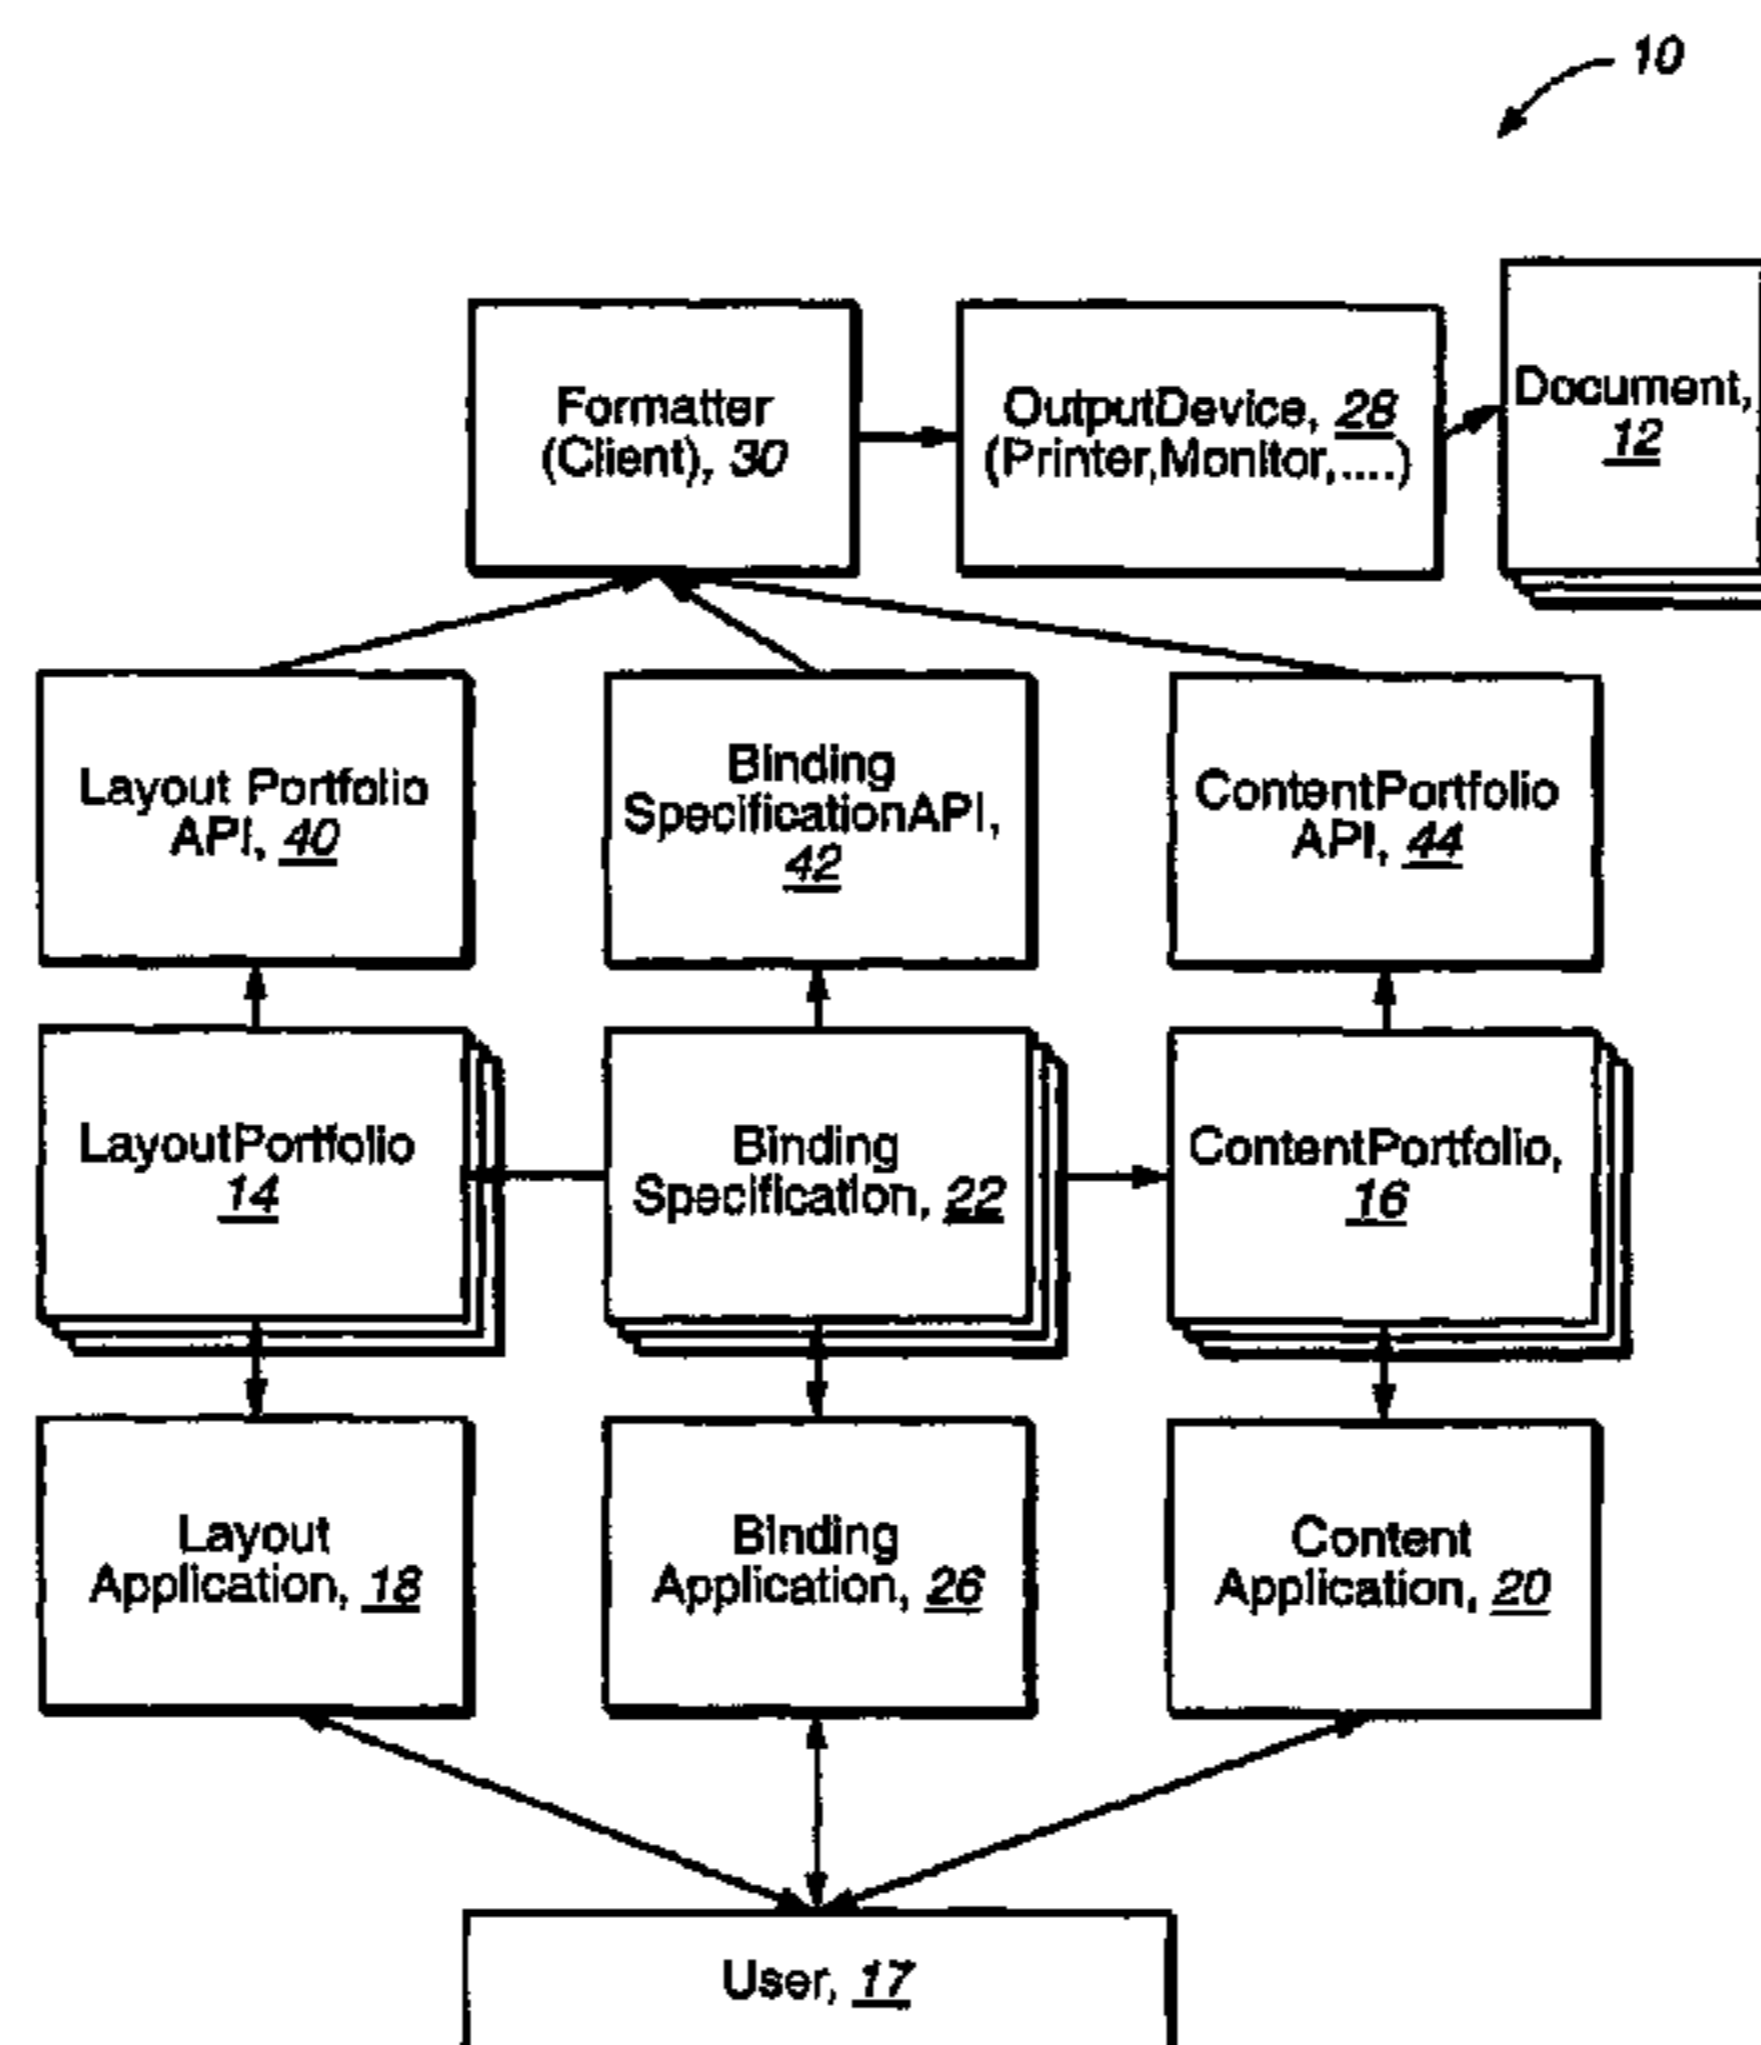 10
Formatter
(Client), 30
OutputDevice, 28
(Printer,Monitor,....)
Document,
12
Layout Portfolio
API, 40
Binding
SpecificationAPI,
42
ContentPortfolio
API, 44
LayoutPortfolio
14
Binding
Specification, 22
ContentPortfolio,
16
Layout
Application, 18
Binding
Application, 26
Content
Application, 20
User, 17